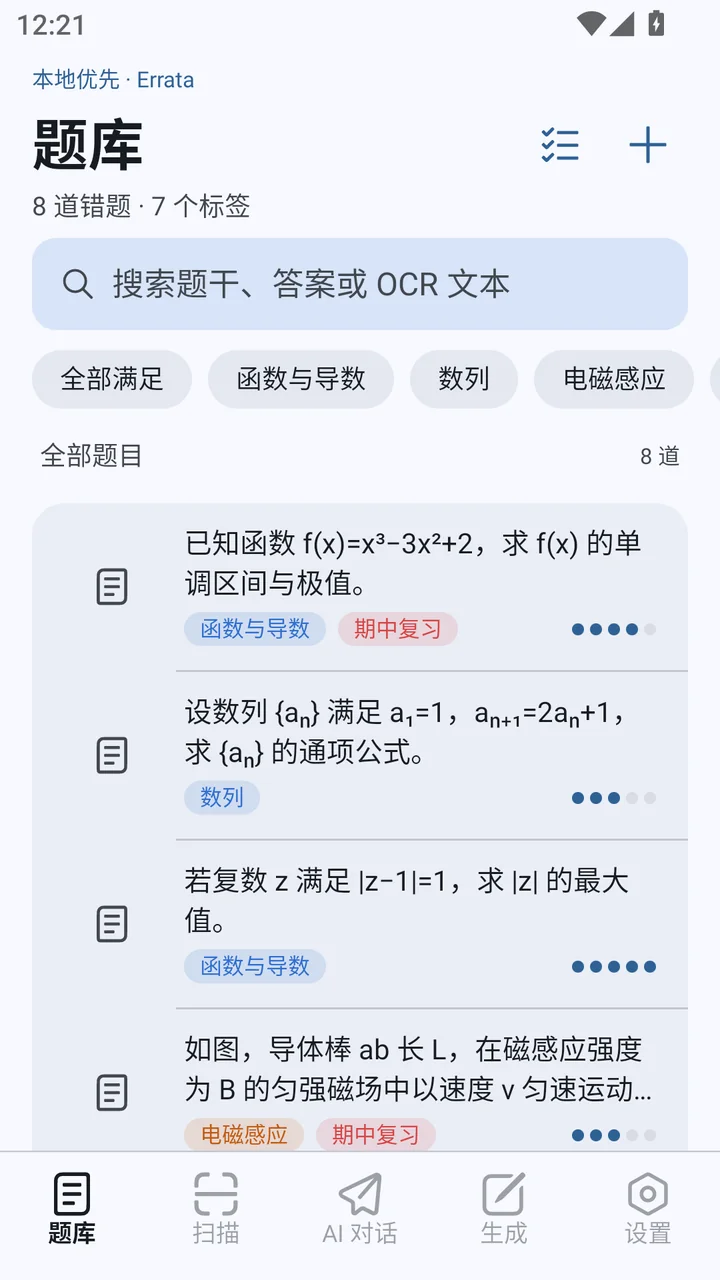 12:21
本地优先 · Errata
题库
8 道错题 · 7 个标签
搜索题干、答案或 OCR 文本
全部满足
函数与导数
数列
电磁感应
全部题目
8 道
已知函数 f(x)=x³−3x²+2，求 f(x) 的单
调区间与极值。
函数与导数
期中复习
设数列 {aₙ} 满足 a₁=1，aₙ₊₁=2aₙ+1，
求 {aₙ} 的通项公式。
数列
若复数 z 满足 |z−1|=1，求 |z| 的最大
值。
函数与导数
如图，导体棒 ab 长 L，在磁感应强度
为 B 的匀强磁场中以速度 v 匀速运动...
电磁感应
期中复习
题库
扫描
AI 对话
生成
设置